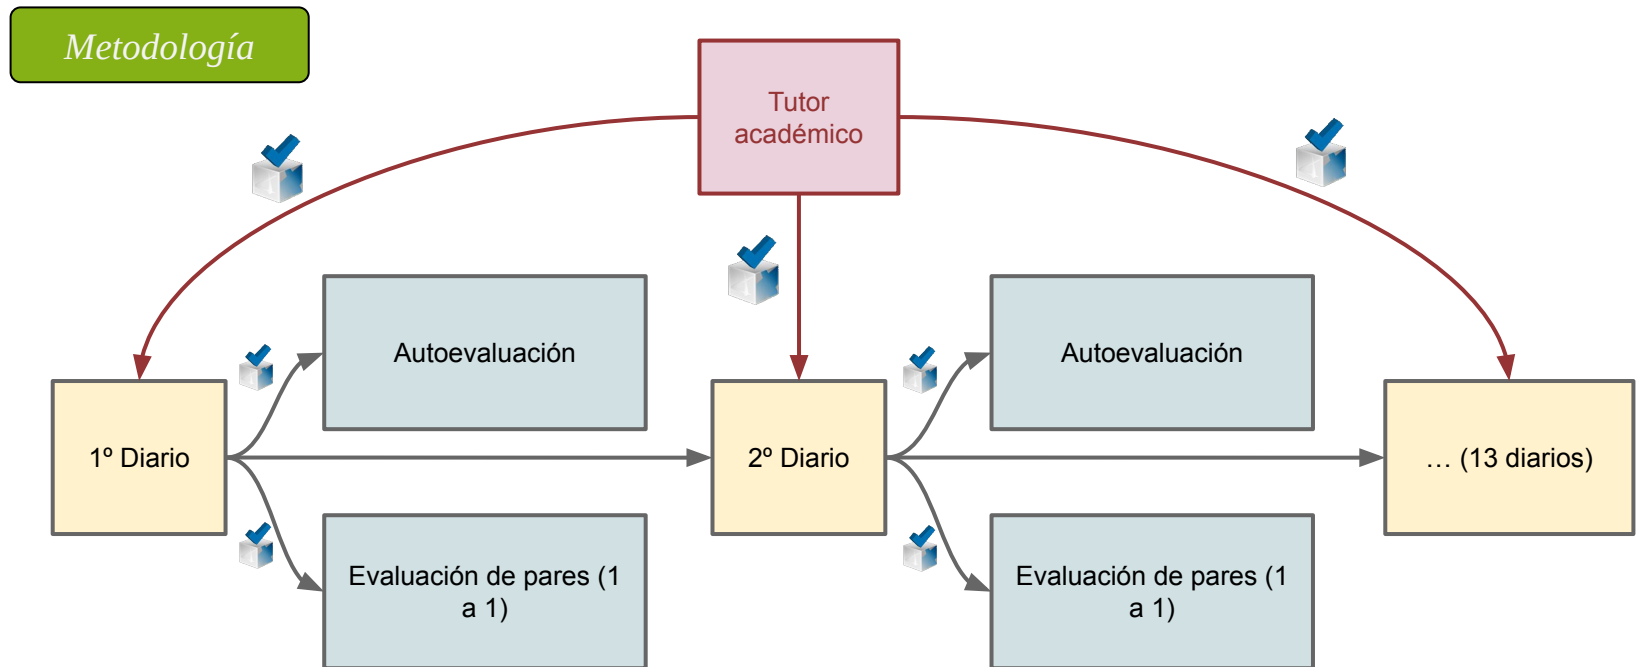 Metodología
Tutor
académico
Autoevaluación
Autoevaluación
1º Diario
2º Diario
… (13 diarios)
Evaluación de pares (1
a 1)
Evaluación de pares (1
a 1)